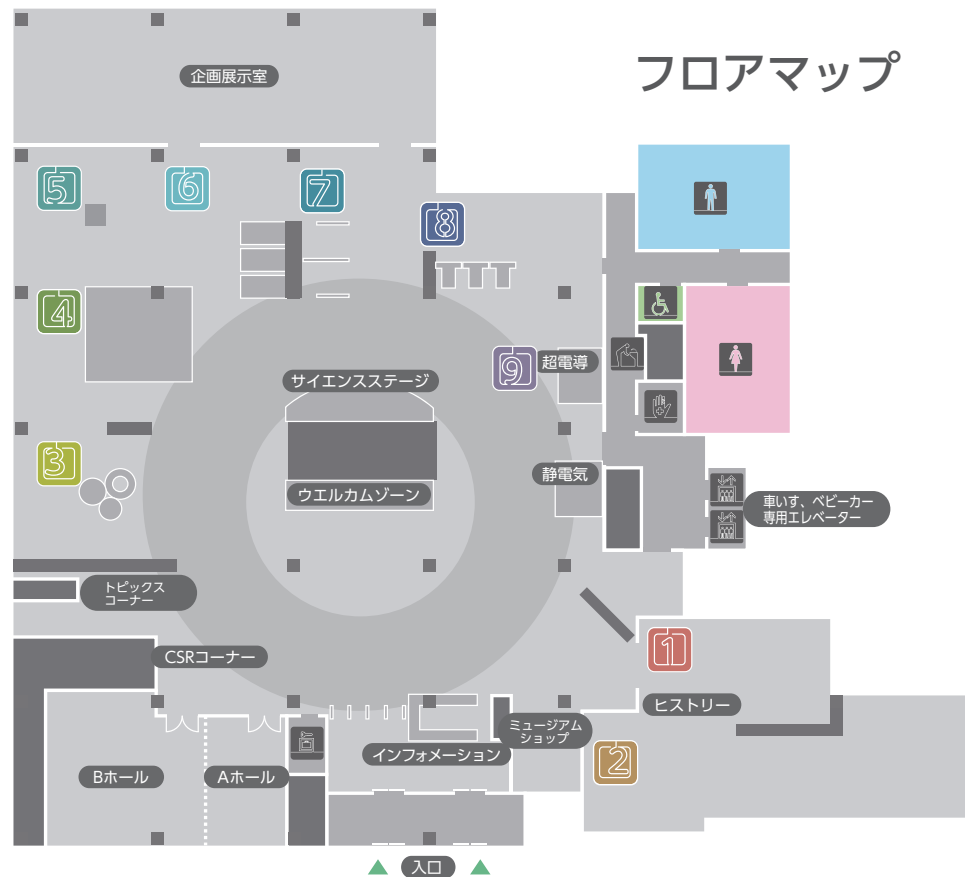 フロアマップ
企画展示室
5
6
7
8
4
9
超電導
サイエンスステージ
3
静電気
ウエルカムゾーン
車いす、ベビーカー
専用エレベーター
トピックス
コーナー
1
CSRコーナー
ヒストリー
ミュージアム
ショップ
インフォメーション
2
Bホール
Aホール
入口